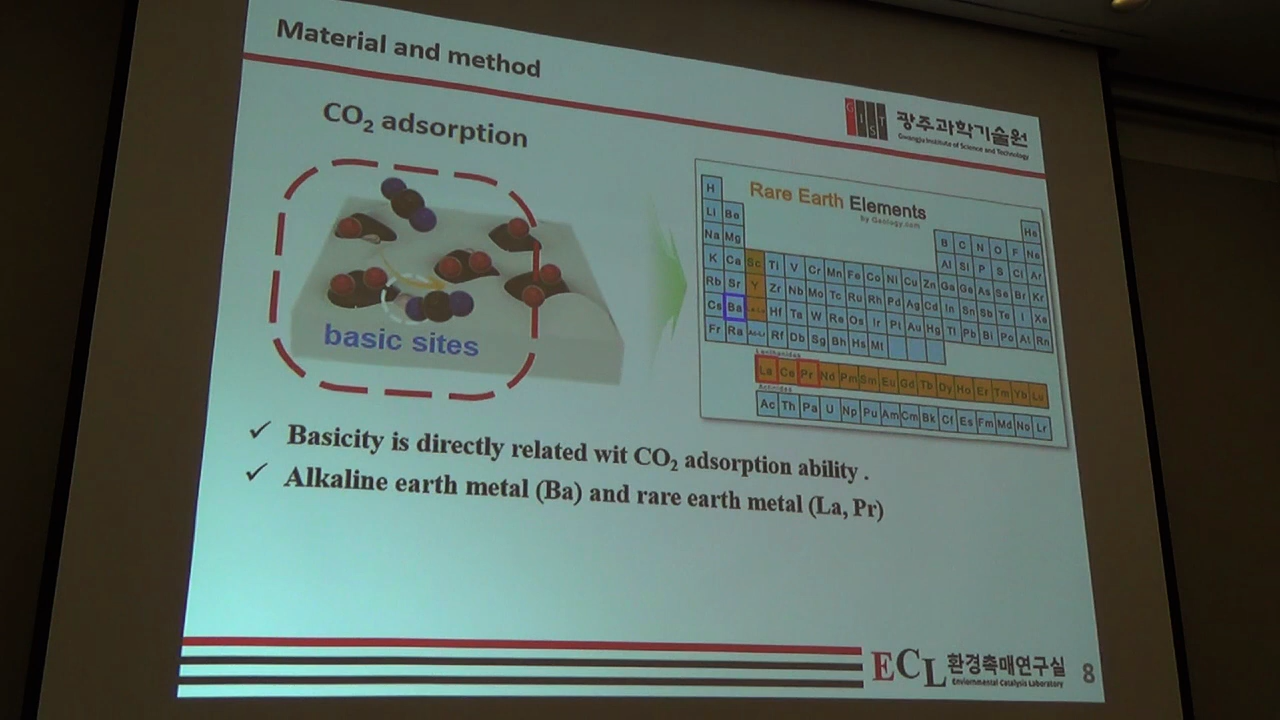 Material and method
GIST
광주과학기술원
Gwangju Institute of Science and Technology
CO₂ adsorption
basic sites
Rare Earth Elements
by Geology.com
H He
Li Be B C N O F Ne
Na Mg Al Si P S Cl Ar
K Ca Sc Ti V Cr Mn Fe Co Ni Cu Zn Ga Ge As Se Br Kr
Rb Sr Y Zr Nb Mo Tc Ru Rh Pd Ag Cd In Sn Sb Te I Xe
Cs Ba La-Lu Hf Ta W Re Os Ir Pt Au Hg Tl Pb Bi Po At Rn
Fr Ra Ac-Lr Rf Db Sg Bh Hs Mt
Lanthanides
La Ce Pr Nd Pm Sm Eu Gd Tb Dy Ho Er Tm Yb Lu
Actinides
Ac Th Pa U Np Pu Am Cm Bk Cf Es Fm Md No Lr
✓ Basicity is directly related wit CO₂ adsorption ability .
✓ Alkaline earth metal (Ba) and rare earth metal (La, Pr)
ECL 환경촉매연구실
Environmental Catalysis Laboratory
8